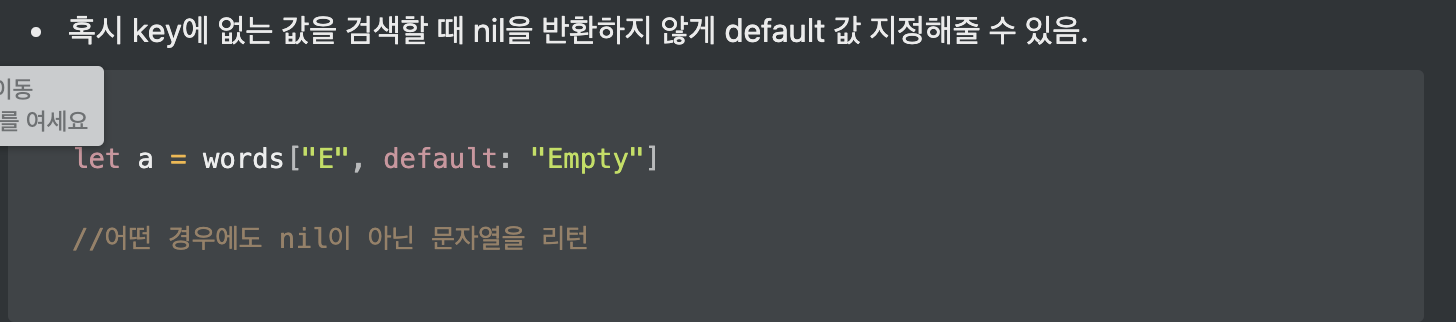 혹시 key에 없는 값을 검색할 때 nil을 반환하지 않게 default 값 지정해줄 수 있음.
이동
를 여세요
let a = words["E", default: "Empty"]
//어떤 경우에도 nil이 아닌 문자열을 리턴